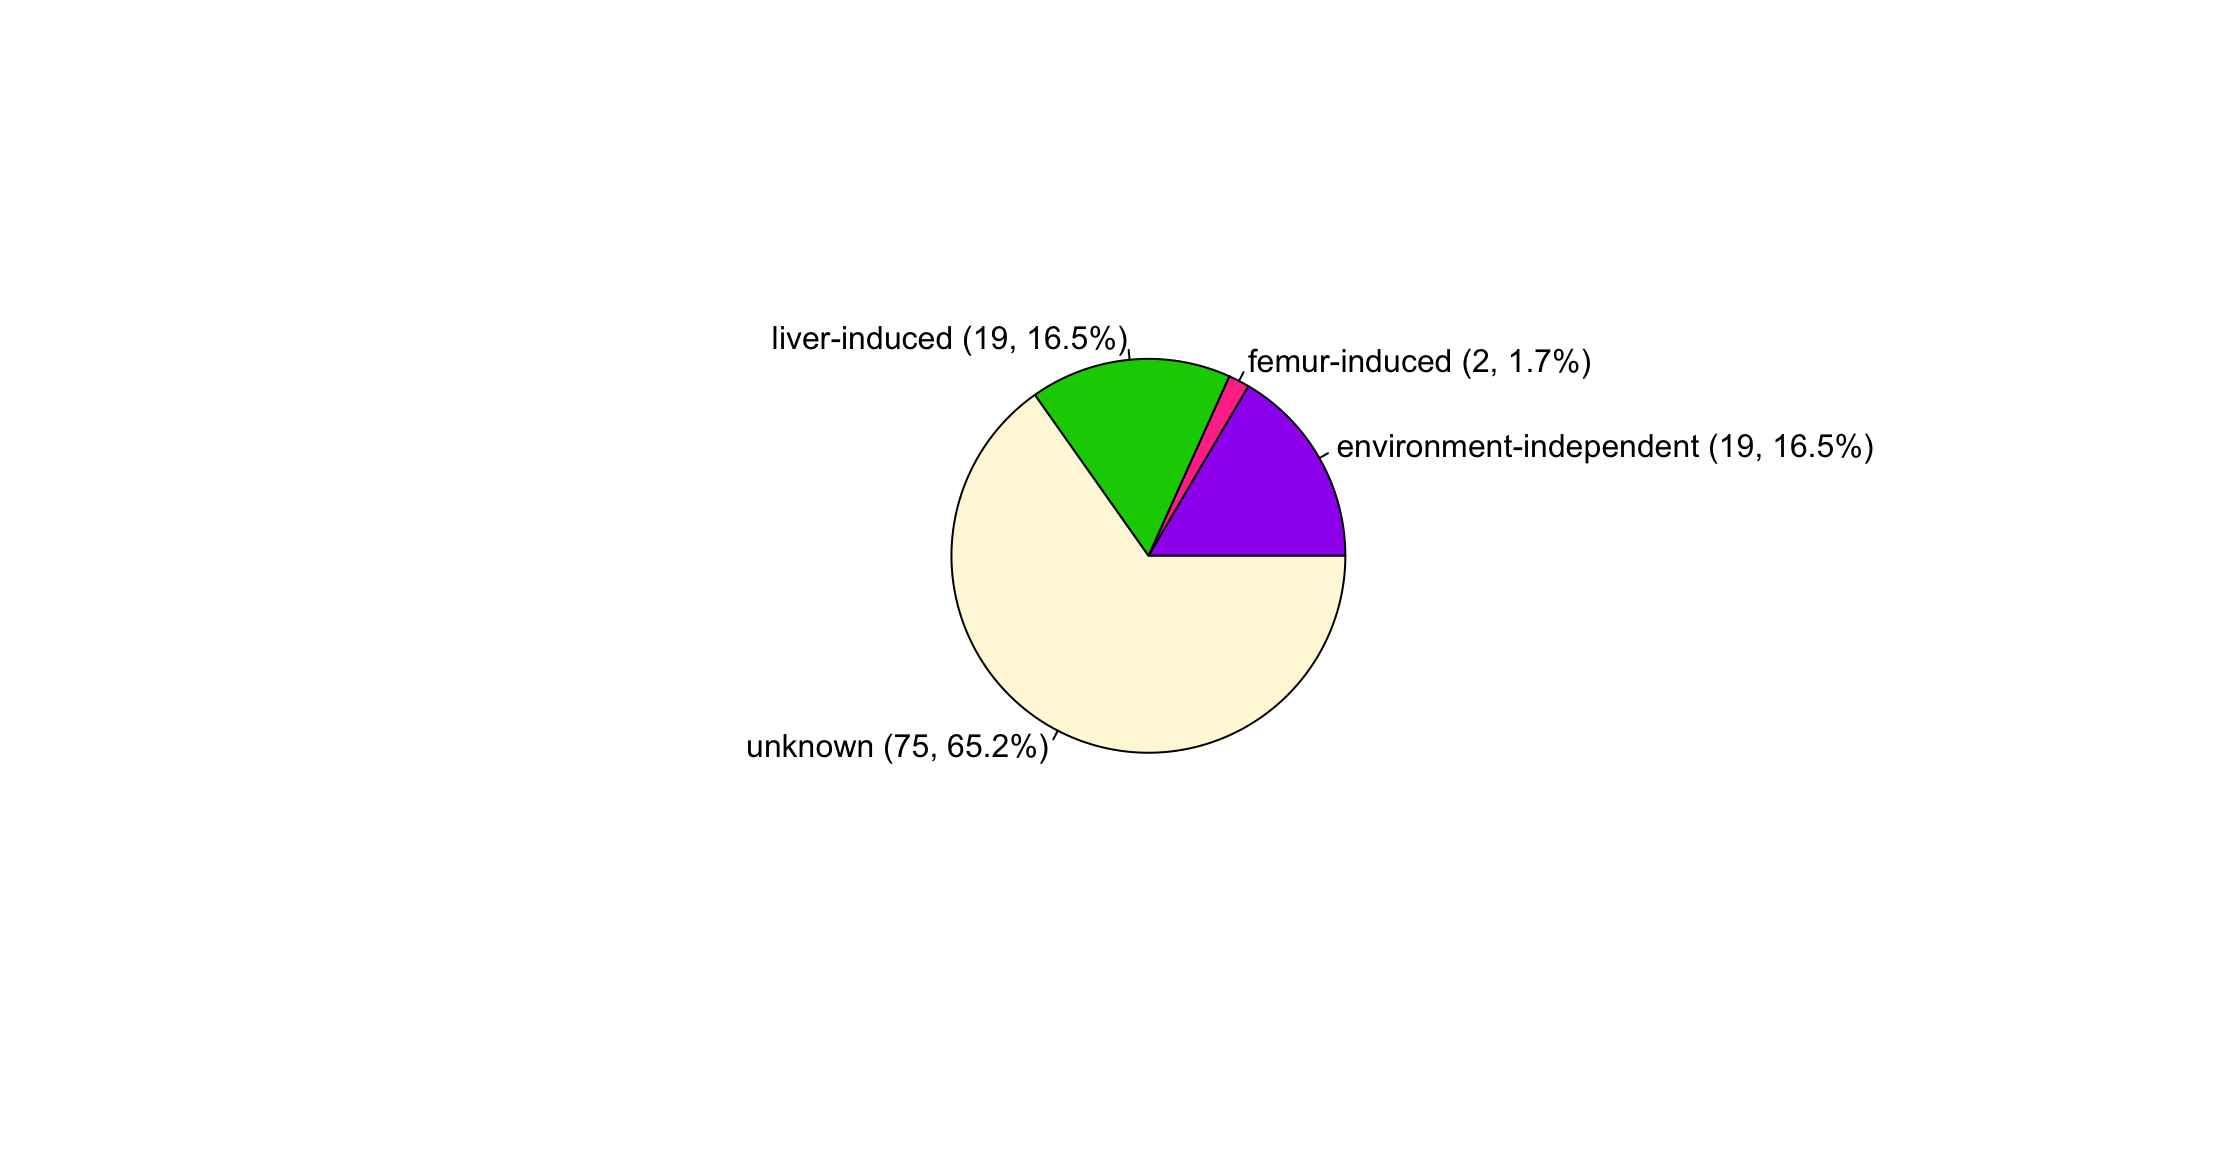 liver-induced (19, 16.5%)
femur-induced (2, 1.7%)
environment-independent (19, 16.5%)
unknown (75, 65.2%)